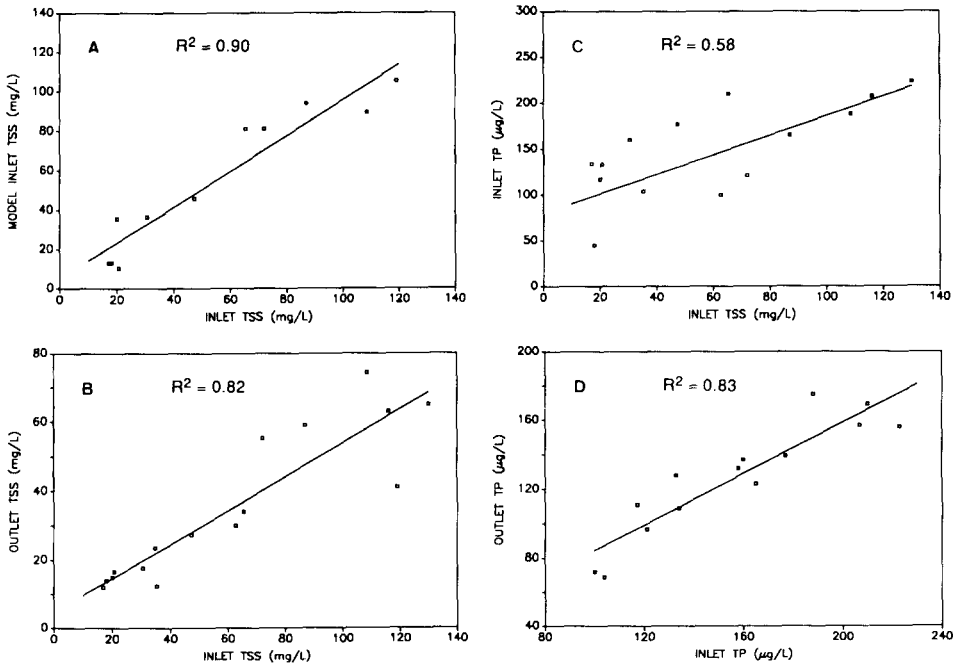 A
R² = 0.90
MODEL INLET TSS (mg/L)
140
120
100
80
60
40
20
0
0 20 40 60 80 100 120 140
INLET TSS (mg/L)
C
R² = 0.58
INLET TP (µg/L)
300
250
200
150
100
50
0
0 20 40 60 80 100 120 140
INLET TSS (mg/L)
B
R² = 0.82
OUTLET TSS (mg/L)
80
60
40
20
0
0 20 40 60 80 100 120 140
INLET TSS (mg/L)
D
R² = 0.83
OUTLET TP (µg/L)
200
160
120
80
40
80 120 160 200 240
INLET TP (µg/L)